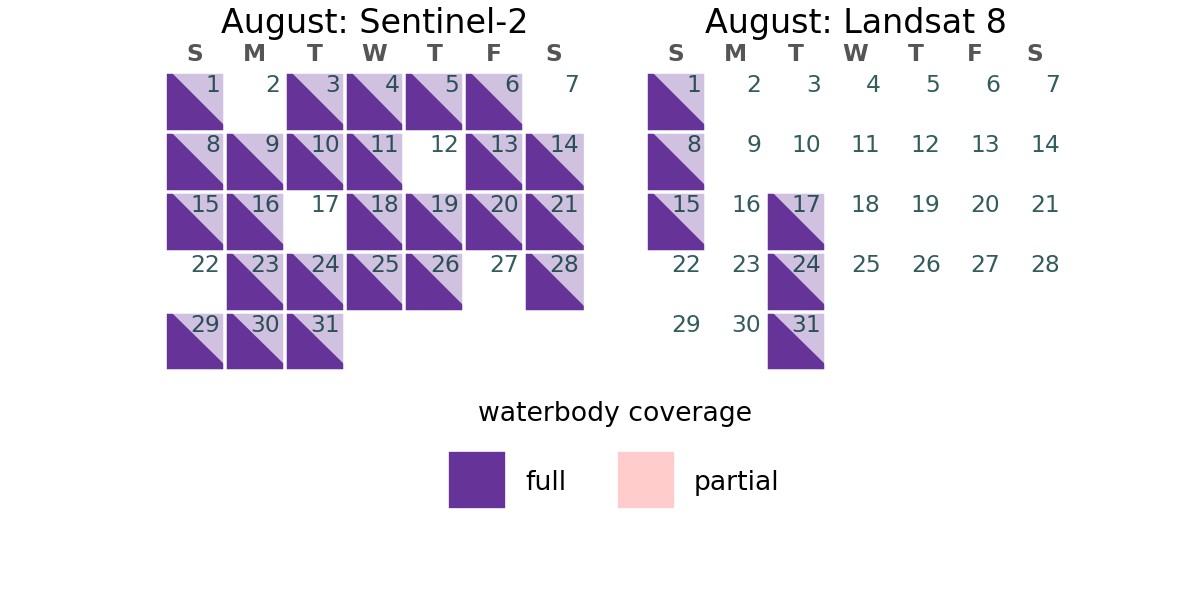 August: Sentinel-2
S M T W T F S
1 2 3 4 5 6 7
8 9 10 11 12 13 14
15 16 17 18 19 20 21
22 23 24 25 26 27 28
29 30 31
August: Landsat 8
S M T W T F S
1 2 3 4 5 6 7
8 9 10 11 12 13 14
15 16 17 18 19 20 21
22 23 24 25 26 27 28
29 30 31
waterbody coverage
full partial